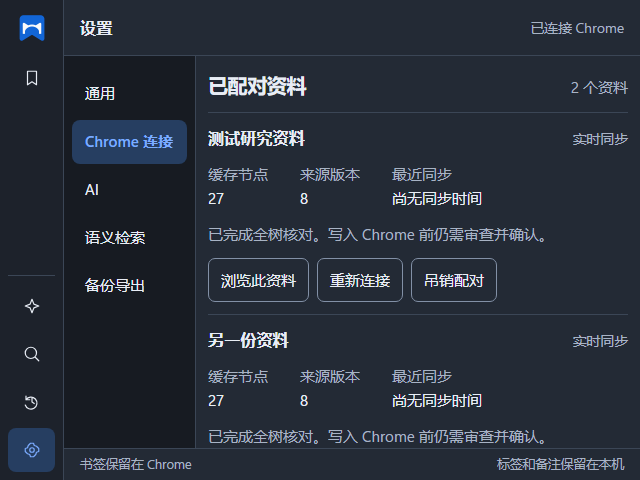 设置
已连接 Chrome
通用
Chrome 连接
AI
语义检索
备份导出
已配对资料
2 个资料
测试研究资料
实时同步
缓存节点 来源版本 最近同步
27 8 尚无同步时间
已完成全树核对。写入 Chrome 前仍需审查并确认。
浏览此资料 重新连接 吊销配对
另一份资料
实时同步
缓存节点 来源版本 最近同步
27 8 尚无同步时间
已完成全树核对。写入 Chrome 前仍需审查并确认。
书签保留在 Chrome
标签和备注保留在本机